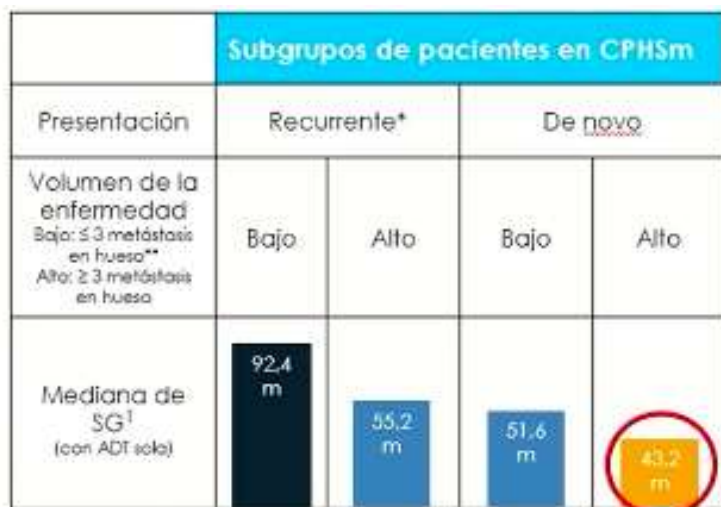 Subgrupos de pacientes en CPHSm
Presentación
Recurrente*
De novo
Volumen de la
enfermedad
Bajo: ≤ 3 metástasis
en hueso**
Alto: ≥ 3 metástasis
en hueso
Bajo
Alto
Bajo
Alto
Mediana de
SG¹
(con ADT sola)
92,4
m
55,2
m
51,6
m
43,2
m